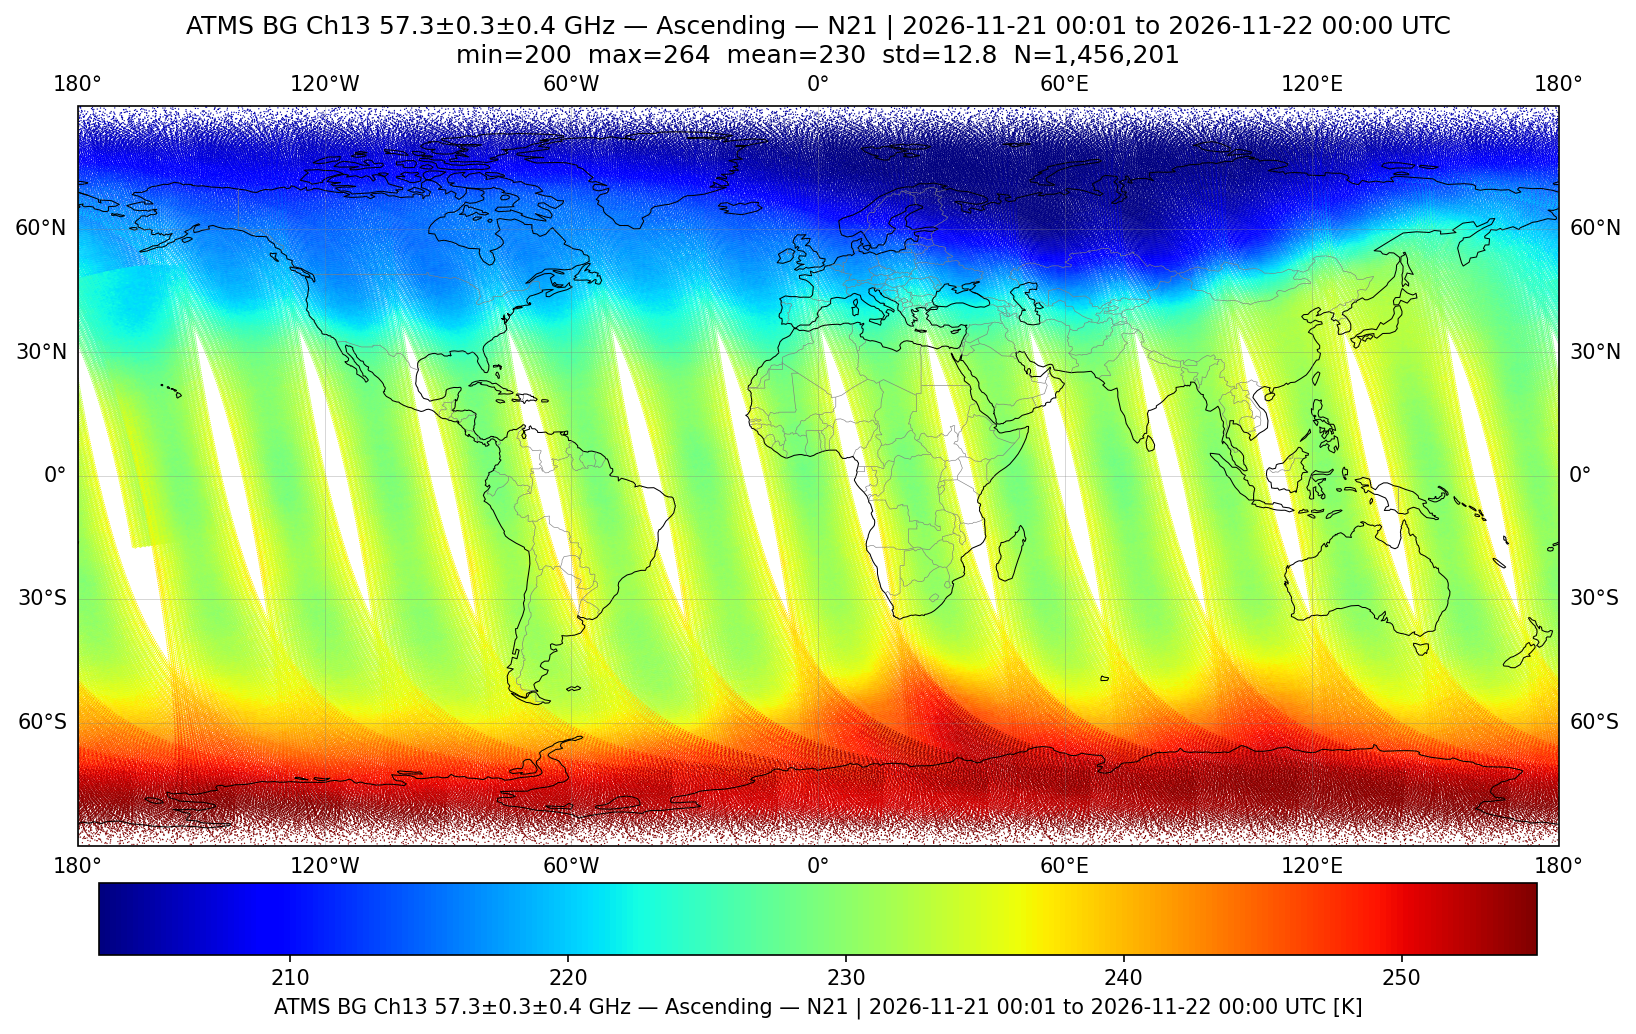 ATMS BG Ch13 57.3±0.3±0.4 GHz — Ascending — N21 | 2026-11-21 00:01 to 2026-11-22 00:00 UTC
min=200 max=264 mean=230 std=12.8 N=1,456,201
180° 120°W 60°W 0° 60°E 120°E 180°
60°N 60°N
30°N 30°N
0° 0°
30°S 30°S
60°S 60°S
180° 120°W 60°W 0° 60°E 120°E 180°
210 220 230 240 250
ATMS BG Ch13 57.3±0.3±0.4 GHz — Ascending — N21 | 2026-11-21 00:01 to 2026-11-22 00:00 UTC [K]